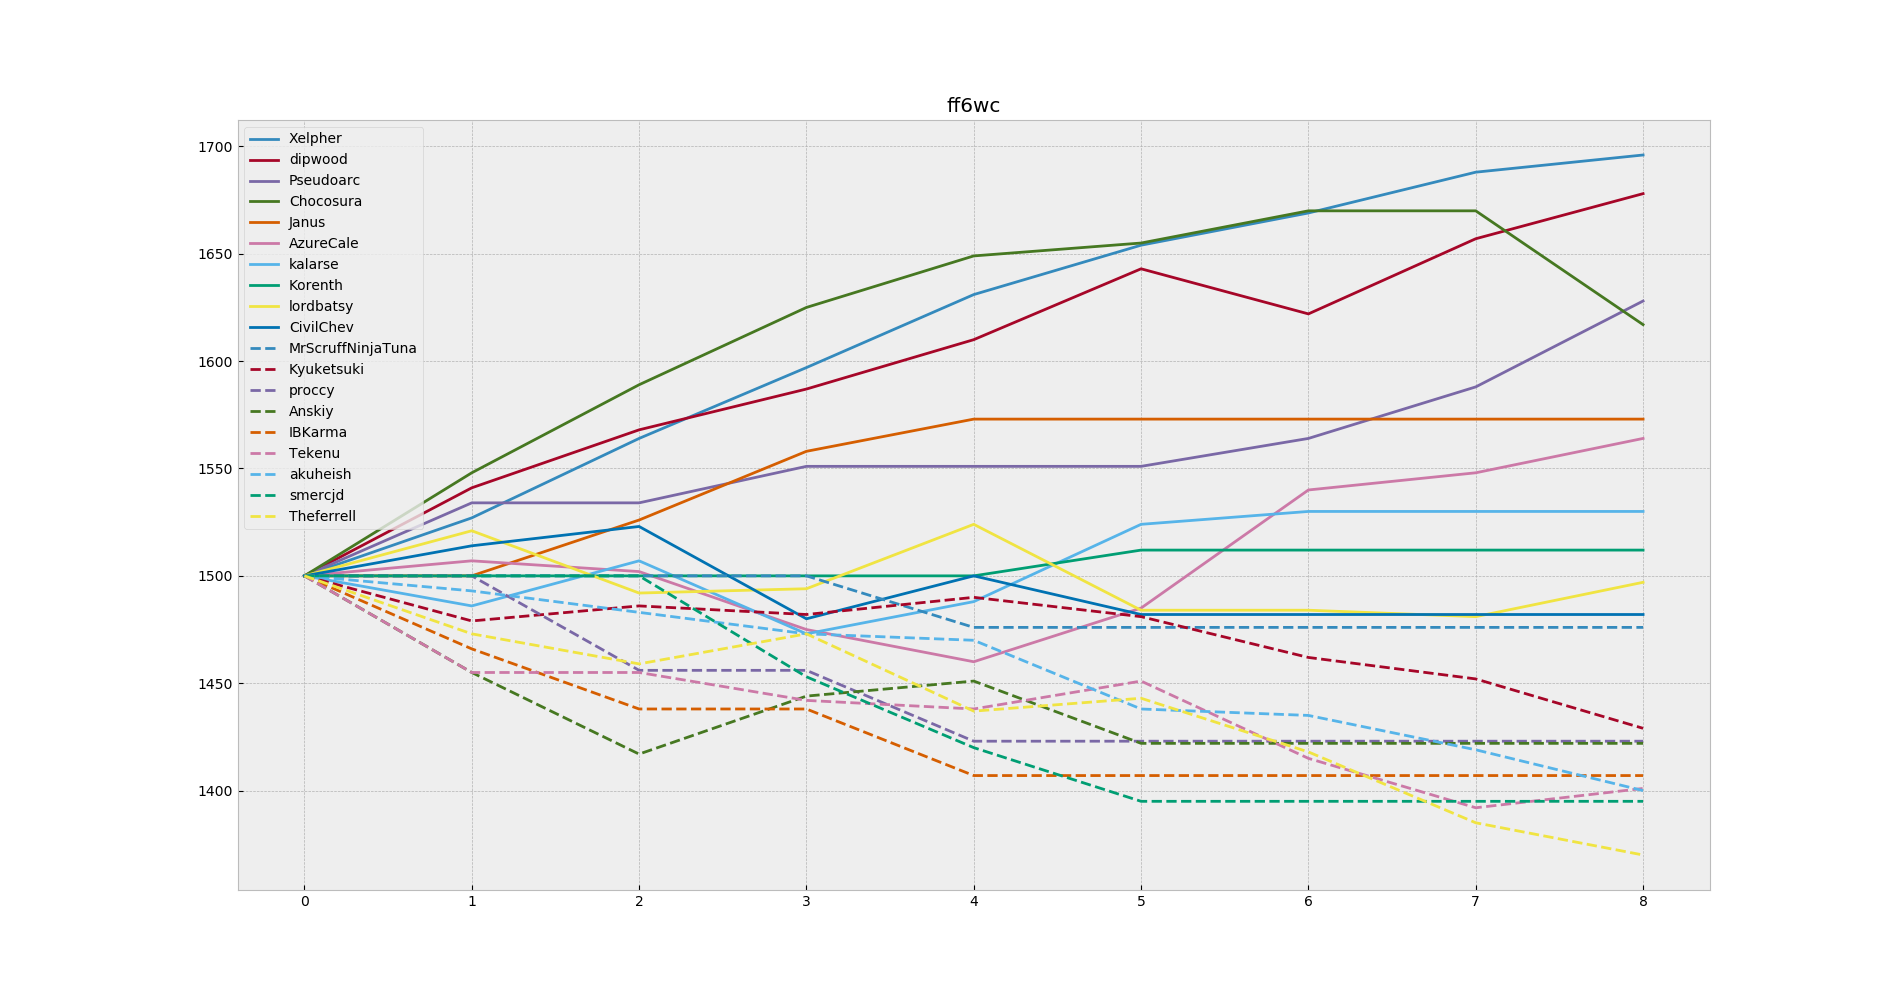 ff6wc
Xelpher
dipwood
Pseudoarc
Chocosura
Janus
AzureCale
kalarse
Korenth
lordbatsy
CivilChev
MrScruffNinjaTuna
Kyuketsuki
proccy
Anskiy
IBKarma
Tekenu
akuheish
smercjd
Theferrell
1700
1650
1600
1550
1500
1450
1400
0 1 2 3 4 5 6 7 8